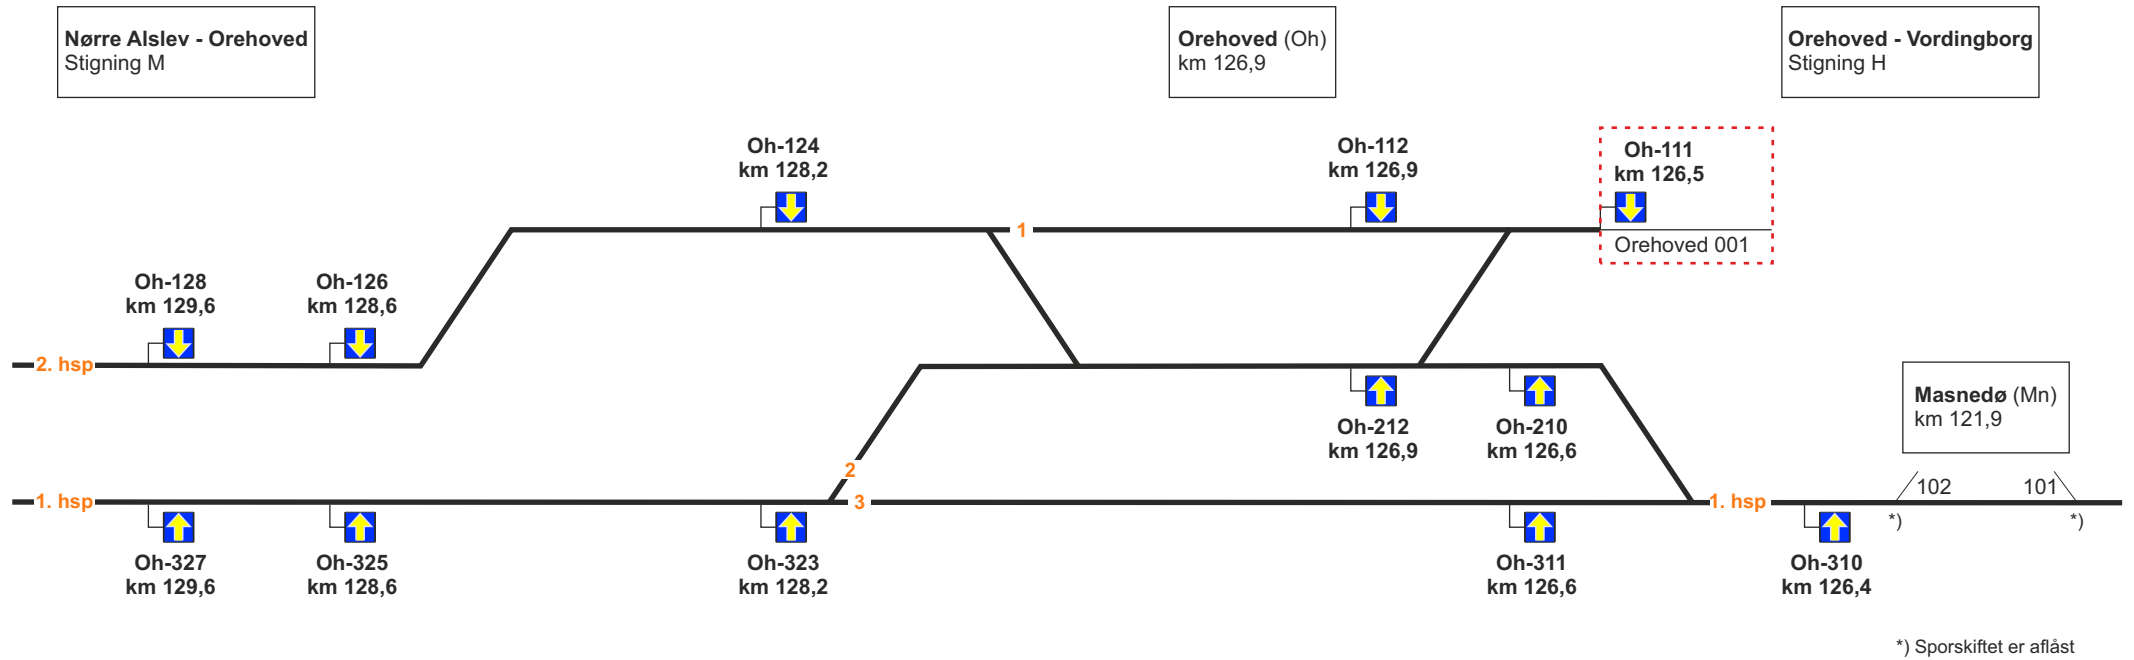 Nørre Alslev - Orehoved
Stigning M
Orehoved (Oh)
km 126,9
Orehoved - Vordingborg
Stigning H
Oh-124
km 128,2
Oh-112
km 126,9
Oh-111
km 126,5
1
Orehoved 001
Oh-128
km 129,6
Oh-126
km 128,6
2. hsp
Oh-212
km 126,9
Oh-210
km 126,6
Masnedø (Mn)
km 121,9
2
1. hsp
3
1. hsp
102
101
*)
*)
Oh-327
km 129,6
Oh-325
km 128,6
Oh-323
km 128,2
Oh-311
km 126,6
Oh-310
km 126,4
*) Sporskiftet er aflåst